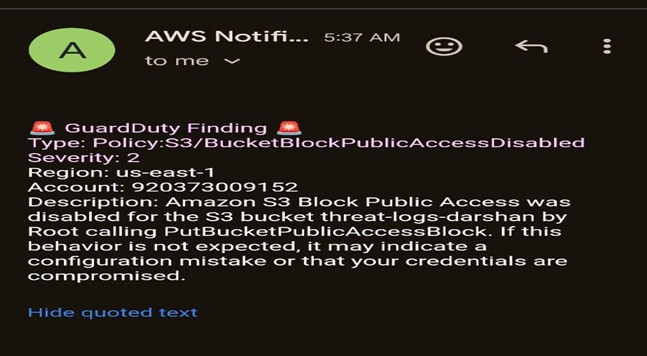 A
AWS Notifi... 5:37 AM
to me
🚨 GuardDuty Finding 🚨
Type: Policy:S3/BucketBlockPublicAccessDisabled
Severity: 2
Region: us-east-1
Account: 920373009152
Description: Amazon S3 Block Public Access was
disabled for the S3 bucket threat-logs-darshan by
Root calling PutBucketPublicAccessBlock. If this
behavior is not expected, it may indicate a
configuration mistake or that your credentials are
compromised.
Hide quoted text